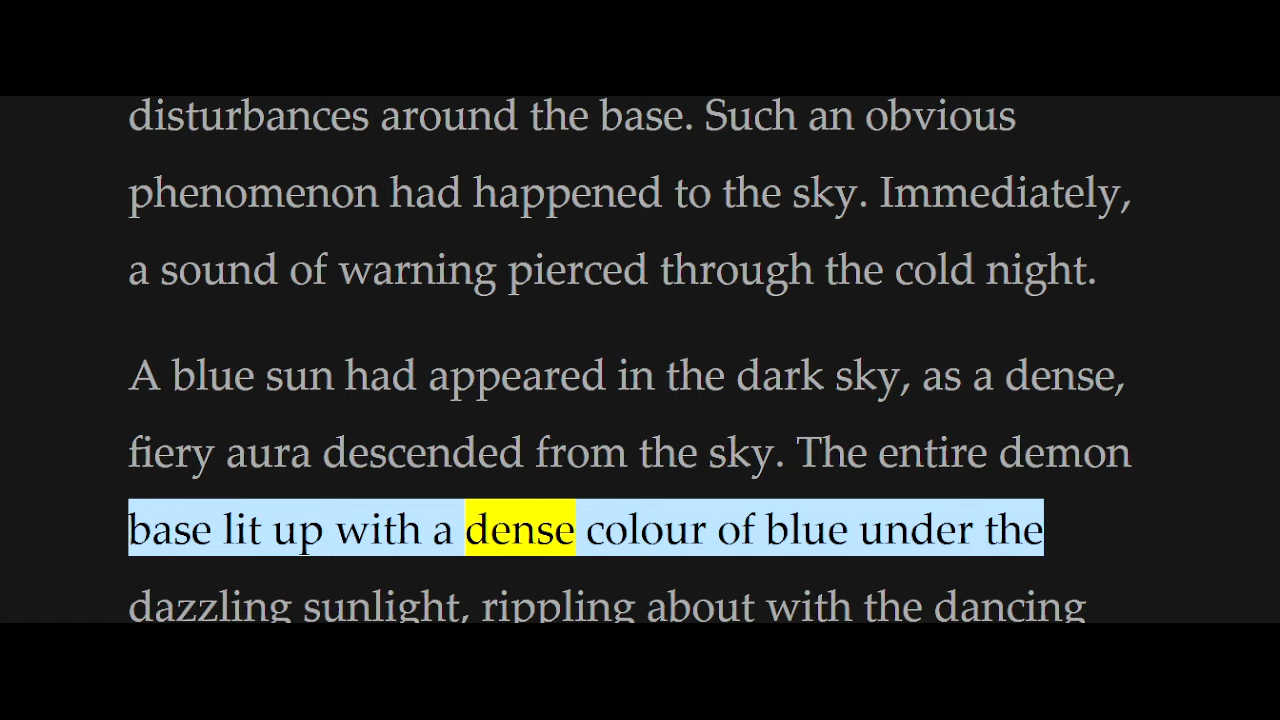 disturbances around the base. Such an obvious
phenomenon had happened to the sky. Immediately,
a sound of warning pierced through the cold night.
A blue sun had appeared in the dark sky, as a dense,
fiery aura descended from the sky. The entire demon
base lit up with a dense colour of blue under the
dazzling sunlight, rippling about with the dancing